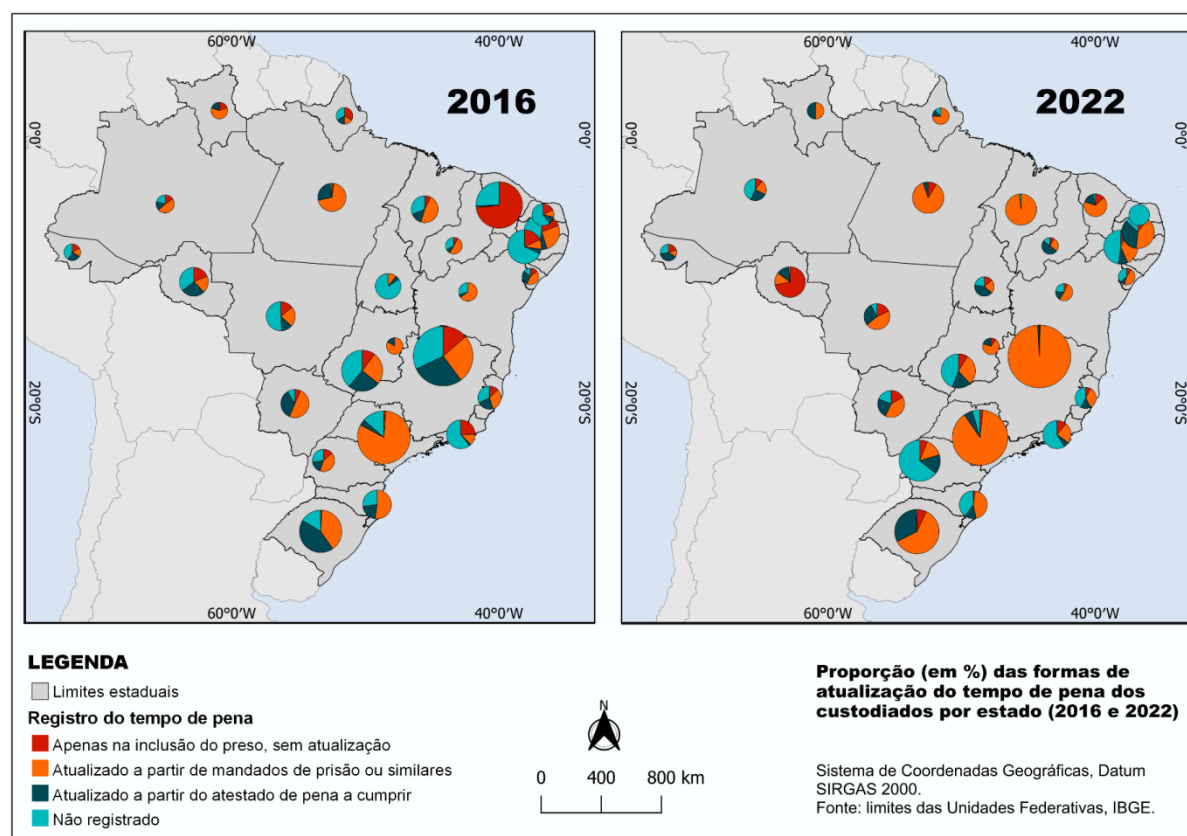 60°0'W
40°0'W
2016
0°0'
0°0'
20°0'S
20°0'S
60°0'W
40°0'W
60°0'W
40°0'W
2022
0°0'
0°0'
20°0'S
20°0'S
60°0'W
40°0'W
LEGENDA
Limites estaduais
Registro do tempo de pena
Apenas na inclusão do preso, sem atualização
Atualizado a partir de mandados de prisão ou similares
Atualizado a partir do atestado de pena a cumprir
Não registrado
N
0 400 800 km
Proporção (em %) das formas de
atualização do tempo de pena dos
custodiados por estado (2016 e 2022)
Sistema de Coordenadas Geográficas, Datum
SIRGAS 2000.
Fonte: limites das Unidades Federativas, IBGE.